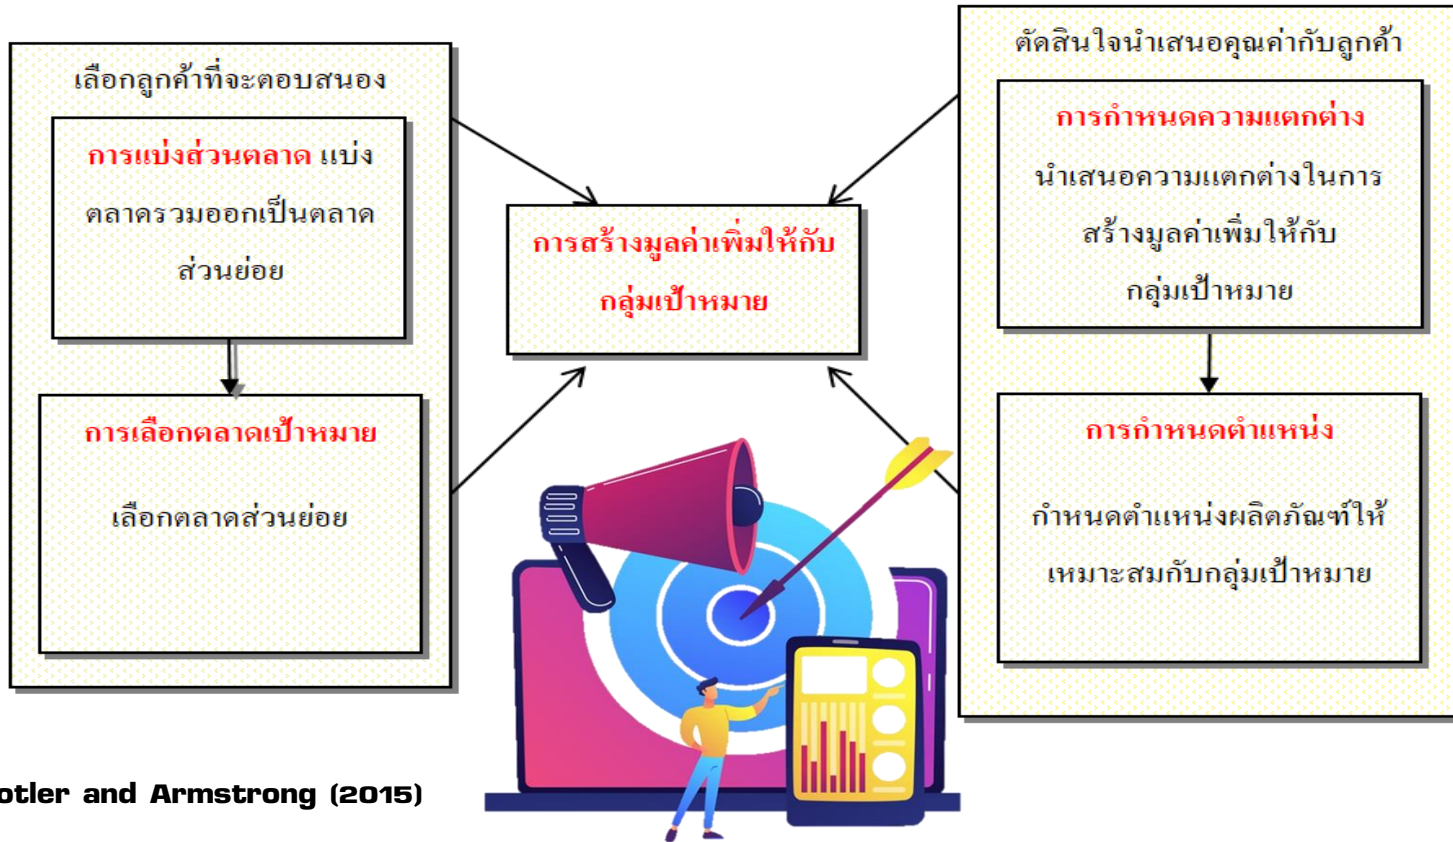 เลือกลูกค้าที่จะตอบสนอง
การแบ่งส่วนตลาด แบ่ง
ตลาดรวมออกเป็นตลาด
ส่วนย่อย
การเลือกตลาดเป้าหมาย
เลือกตลาดส่วนย่อย
การสร้างมูลค่าเพิ่มให้กับ
กลุ่มเป้าหมาย
ตัดสินใจนำเสนอคุณค่ากับลูกค้า
การกำหนดความแตกต่าง
นำเสนอความแตกต่างในการ
สร้างมูลค่าเพิ่มให้กับ
กลุ่มเป้าหมาย
การกำหนดตำแหน่ง
กำหนดตำแหน่งผลิตภัณฑ์ให้
เหมาะสมกับกลุ่มเป้าหมาย
otler and Armstrong (2015)